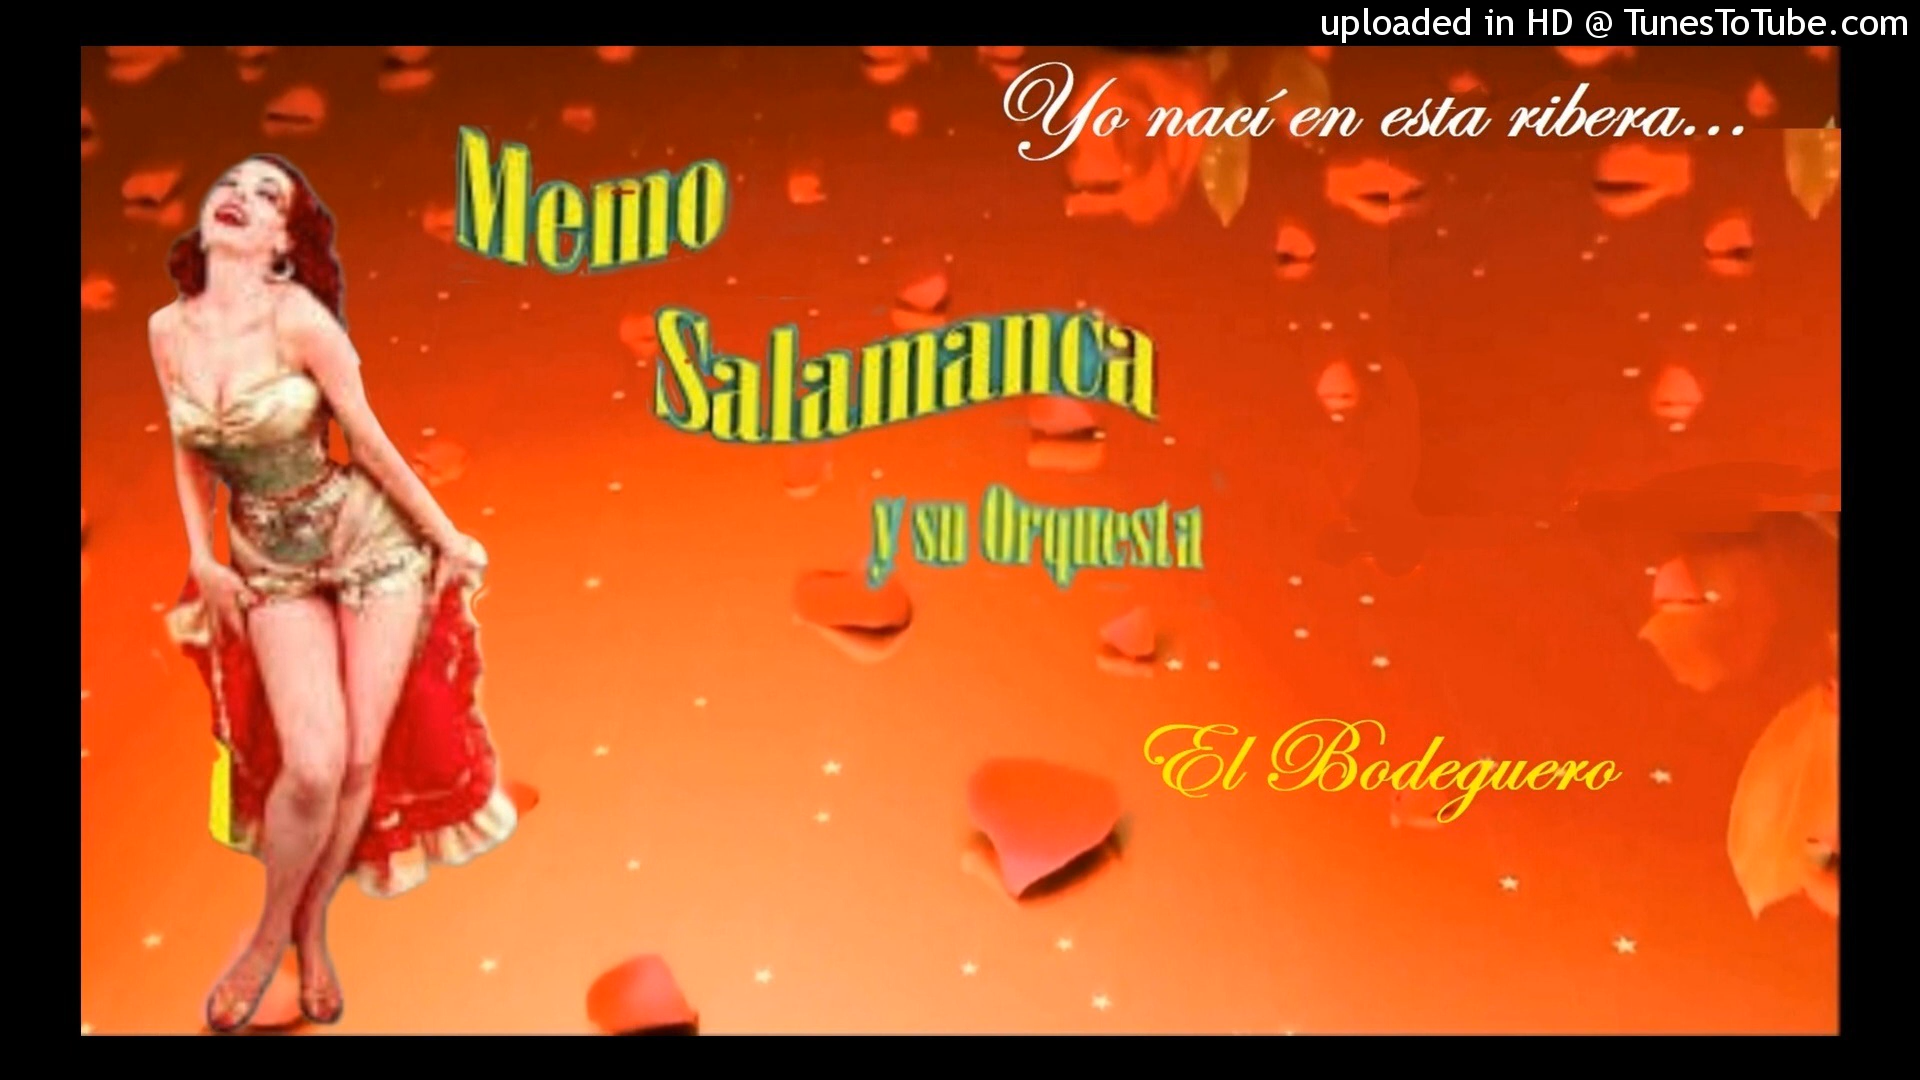 uploaded in HD @ TunesToTube.com
Yo nací en esta ribera...
Memo
Salamanca
y su Orquesta
El Bodeguero